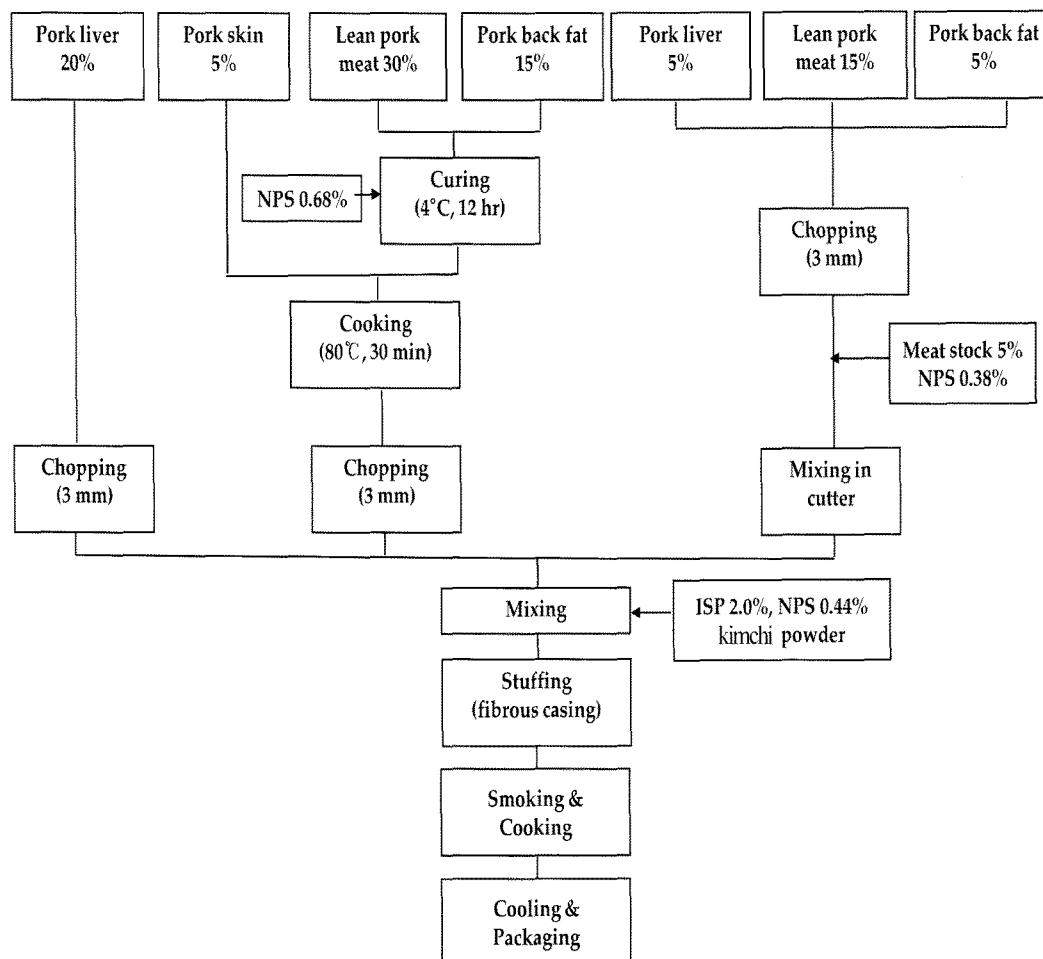 Pork liver
20%
Pork skin
5%
Lean pork
meat 30%
Pork back fat
15%
Pork liver
5%
Lean pork
meat 15%
Pork back fat
5%
NPS 0.68%
Curing
(4°C, 12 hr)
Chopping
(3 mm)
Cooking
(80℃, 30 min)
Meat stock 5%
NPS 0.38%
Chopping
(3 mm)
Chopping
(3 mm)
Mixing in
cutter
Mixing
ISP 2.0%, NPS 0.44%
kimchi powder
Stuffing
(fibrous casing)
Smoking &
Cooking
Cooling &
Packaging